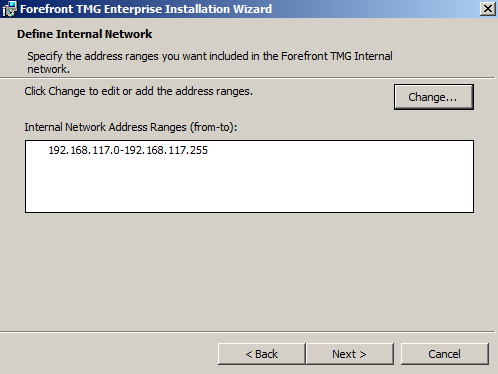 Forefront TMG Enterprise Installation Wizard
Define Internal Network
Specify the address ranges you want included in the Forefront TMG Internal
network.
Click Change to edit or add the address ranges.
Change...
Internal Network Address Ranges (from-to):
192.168.117.0-192.168.117.255
< Back
Next >
Cancel